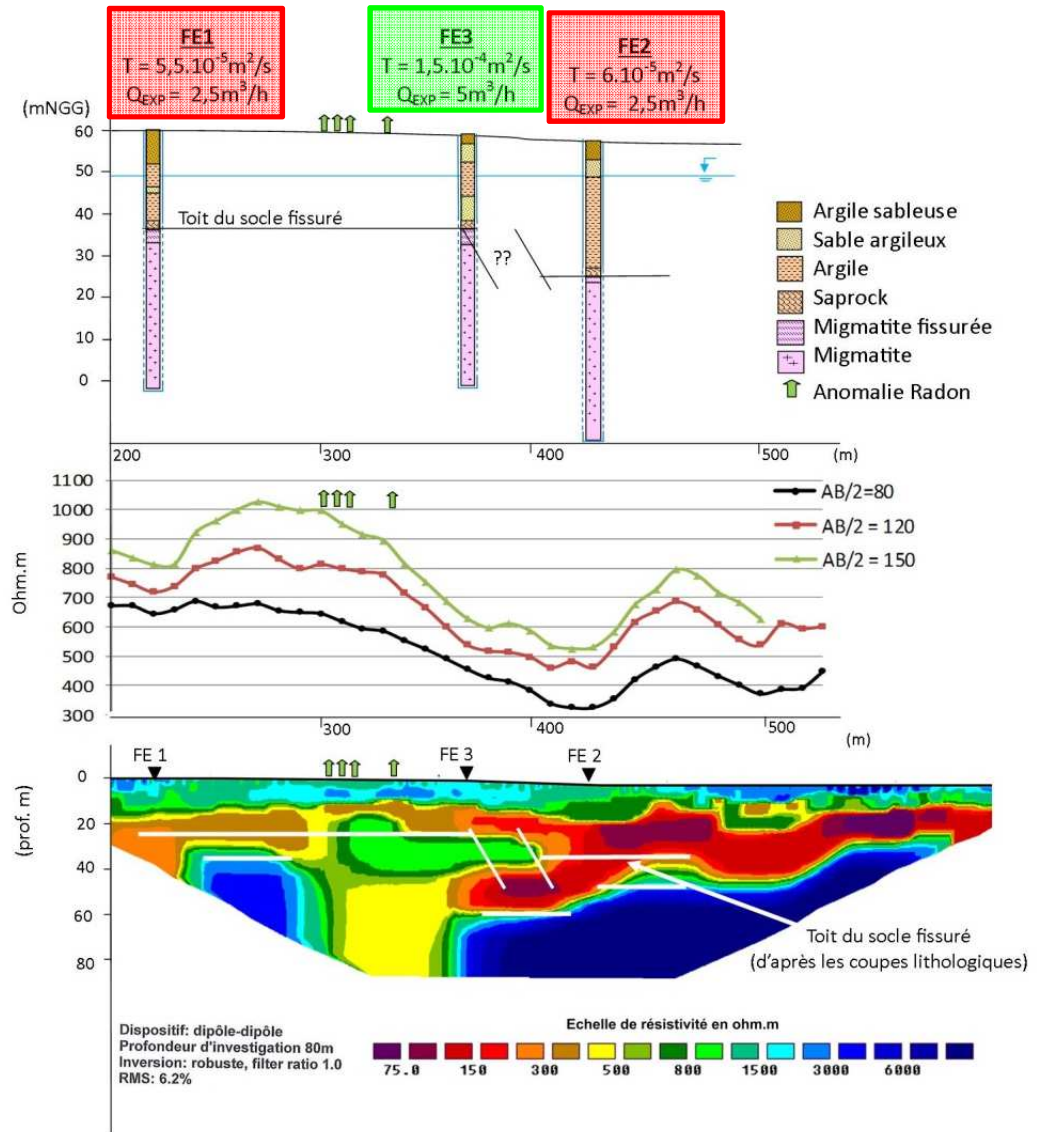 FE1
T = 5,5.10⁻⁵m²/s
Q_EXP = 2,5m³/h
FE3
T = 1,5.10⁻⁴m²/s
Q_EXP = 5m³/h
FE2
T = 6.10⁻⁵m²/s
Q_EXP = 2,5m³/h
(mNGG)
60
50
40
30
20
10
0
Toit du socle fissuré
??
Argile sableuse
Sable argileux
Argile
Saprock
Migmatite fissurée
Migmatite
Anomalie Radon
200 300 400 500 (m)
1100
1000
900
800
700
600
500
400
300
Ohm.m
AB/2=80
AB/2 = 120
AB/2 = 150
300 400 500 (m)
FE 1 FE 3 FE 2
0
20
40
60
80
(prof. m)
Toit du socle fissuré
(d'après les coupes lithologiques)
Dispositif: dipôle-dipôle
Profondeur d'investigation 80m
Inversion: robuste, filter ratio 1.0
RMS: 6.2%
Echelle de résistivité en ohm.m
75.0 150 300 500 800 1500 3000 6000